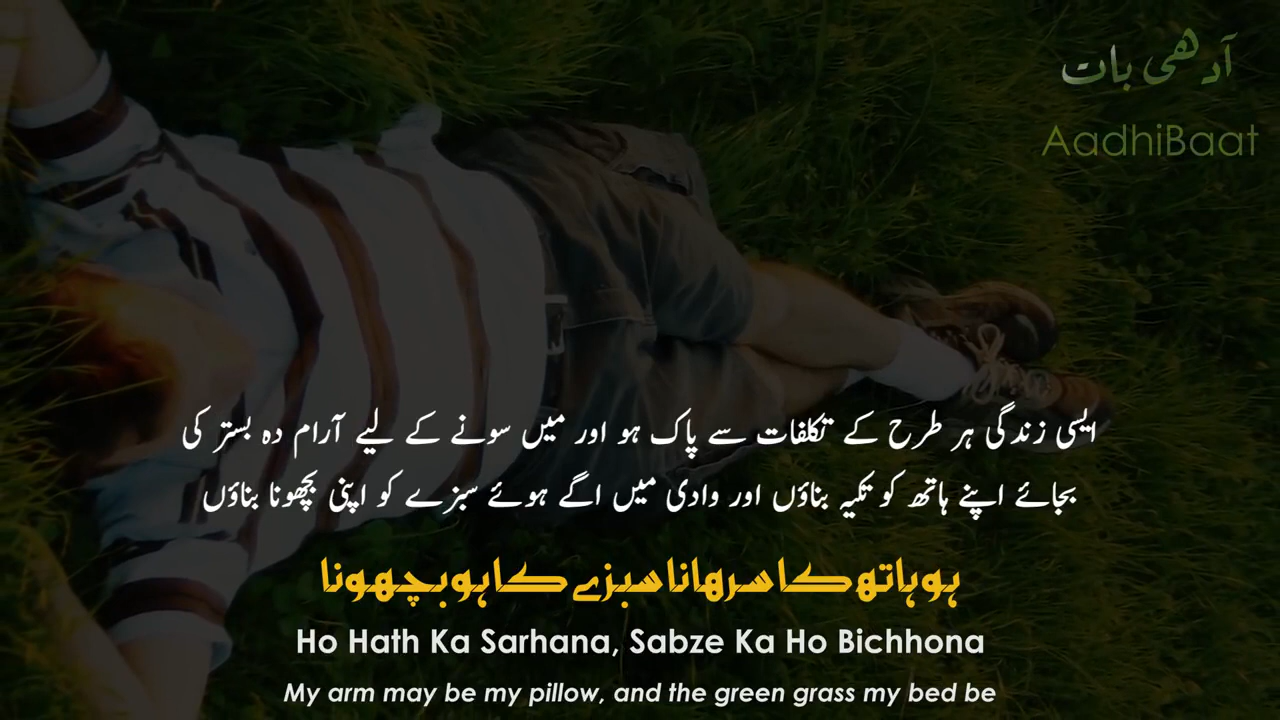 آدھی بات
AadhiBaat
ایسی زندگی ہر طرح کے تکلفات سے پاک ہو اور میں سونے کے لیے آرام دہ بستر کی
بجائے اپنے ہاتھ کو تکیہ بناؤں اور وادی میں اگے ہوئے سبزے کو اپنی بچھونا بناؤں
ہو ہاتھ کا سرھانا سبزے کا ہو بچھونا
Ho Hath Ka Sarhana, Sabze Ka Ho Bichhona
My arm may be my pillow, and the green grass my bed be